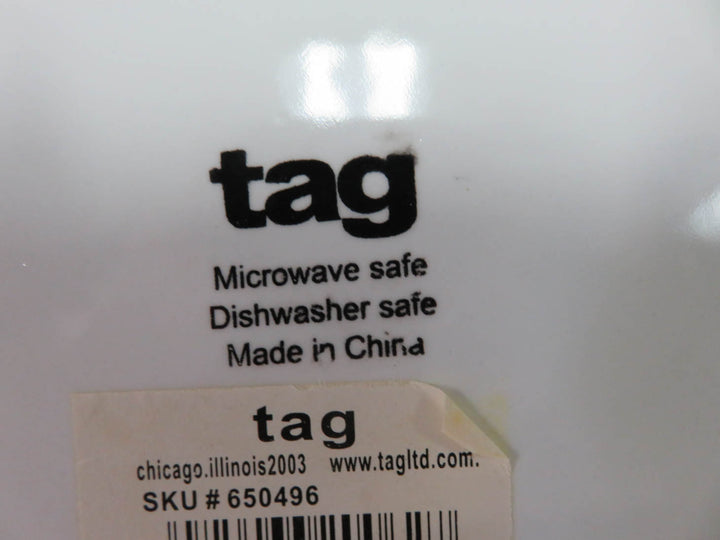 tag
Microwave safe
Dishwasher safe
Made in China
tag
chicago.illinois2003 www.tagltd.com.
SKU # 650496